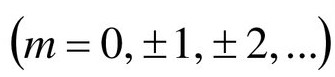 (m = 0, ±1, ±2, ...)